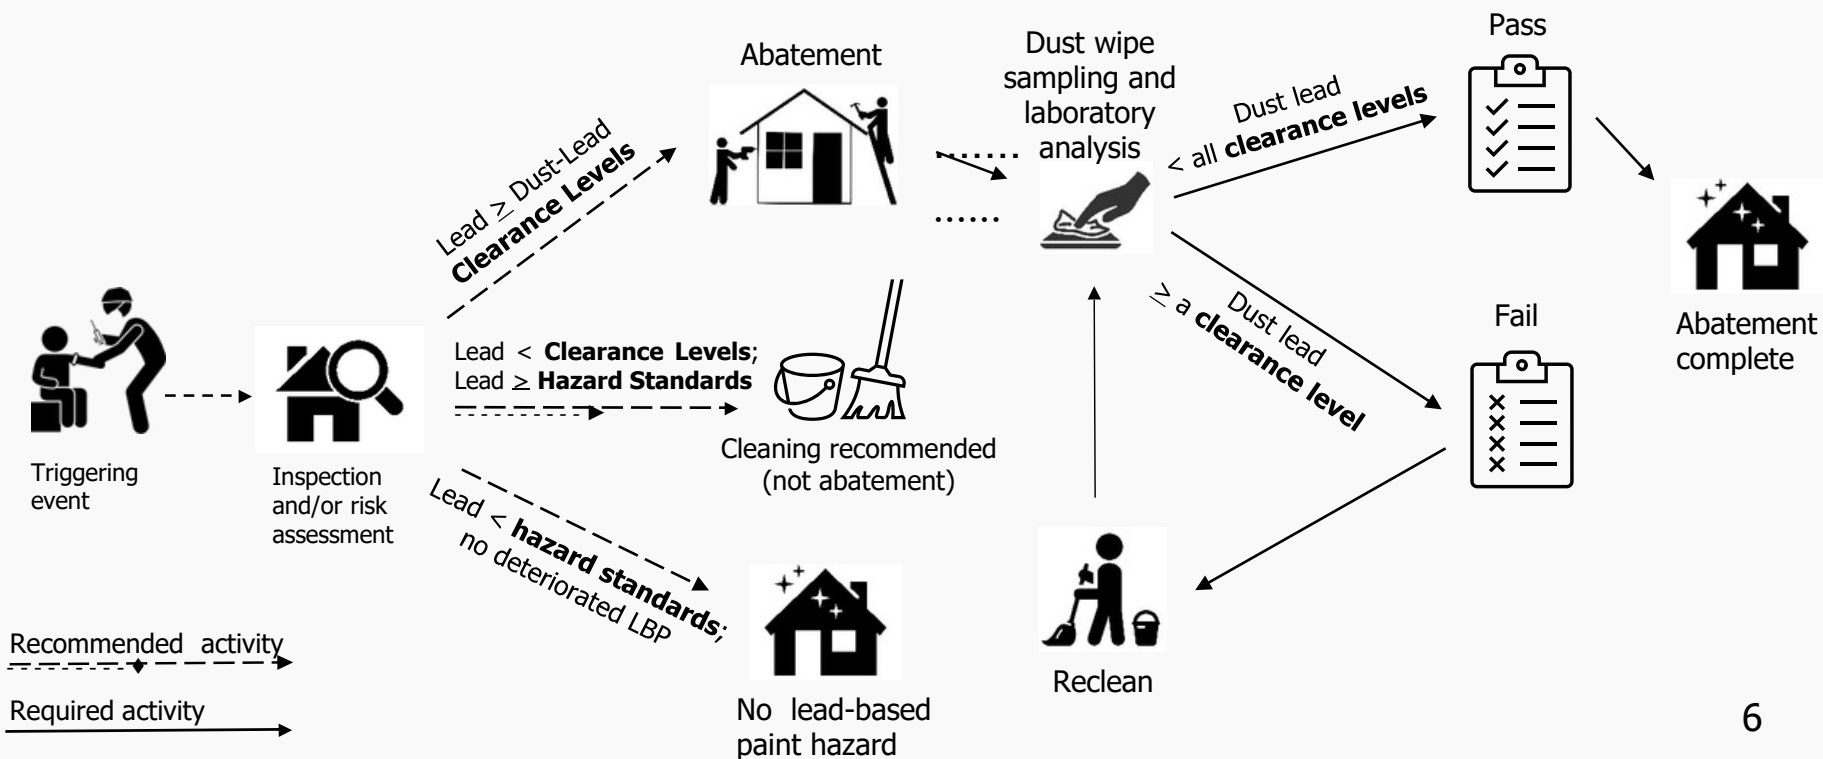 Triggering
event
Inspection
and/or risk
assessment
Lead ≥ Dust-Lead
Clearance Levels
Abatement
Lead < Clearance Levels;
Lead ≥ Hazard Standards
Cleaning recommended
(not abatement)
Lead < hazard standards;
no deteriorated LBP
No lead-based
paint hazard
Dust wipe
sampling and
laboratory
analysis
Dust lead
< all clearance levels
Pass
Abatement
complete
Dust lead
≥ a clearance level
Fail
Reclean
Recommended activity
Required activity
6